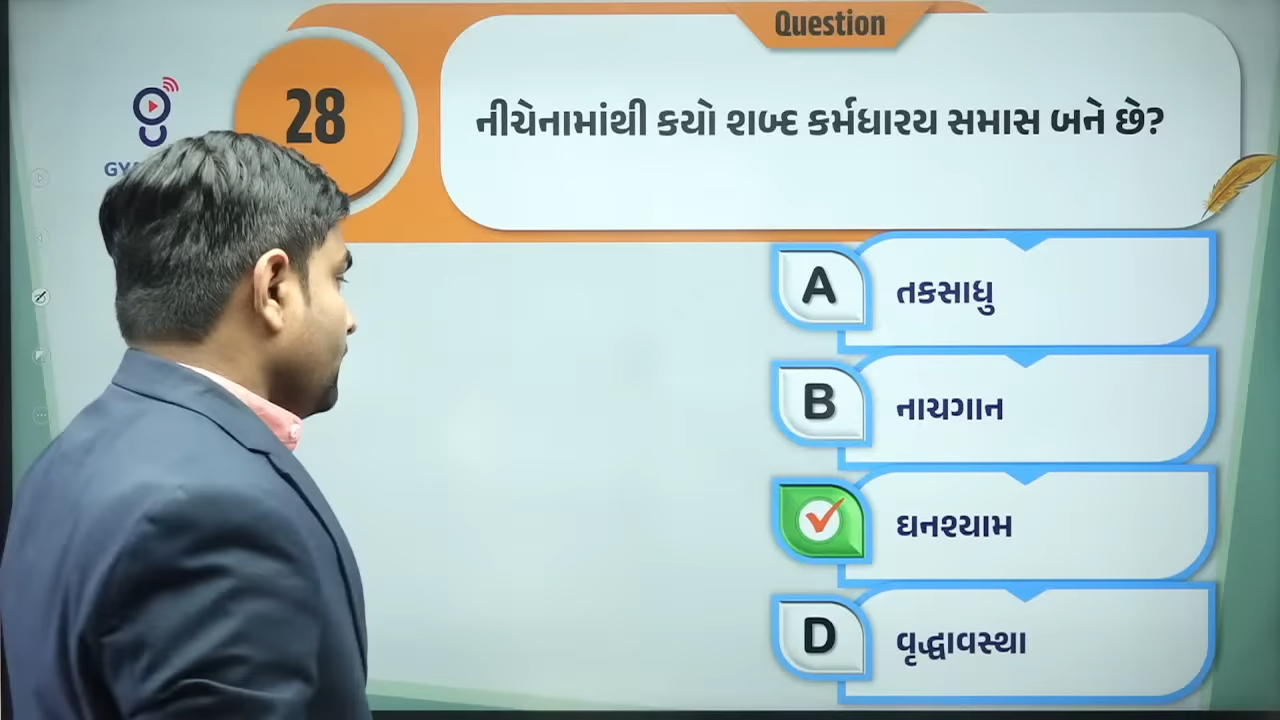 Question
28
નીચેનામાંથી કયો શબ્દ કર્મધારય સમાસ બને છે?
A
તકસાધુ
B
નાચગાન
ઘનશ્યામ
D
વૃદ્ધાવસ્થા